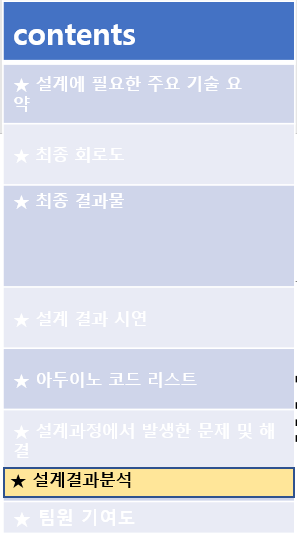 contents
★ 설계에 필요한 주요 기술 요
약
★ 최종 회로도
★ 최종 결과물
★ 설계 결과 시연
★ 아두이노 코드 리스트
★ 설계과정에서 발생한 문제 및 해
결
★ 설계결과분석
★ 팀원 기여도